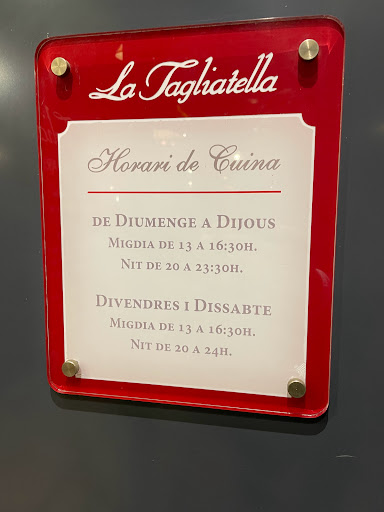 La Tagliatella
Horari de Cuina
DE DIUMENGE A DIJOUS
MIGDIA DE 13 A 16:30H.
NIT DE 20 A 23:30H.
DIVENDRES I DISSABTE
MIGDIA DE 13 A 16:30H.
NIT DE 20 A 24H.